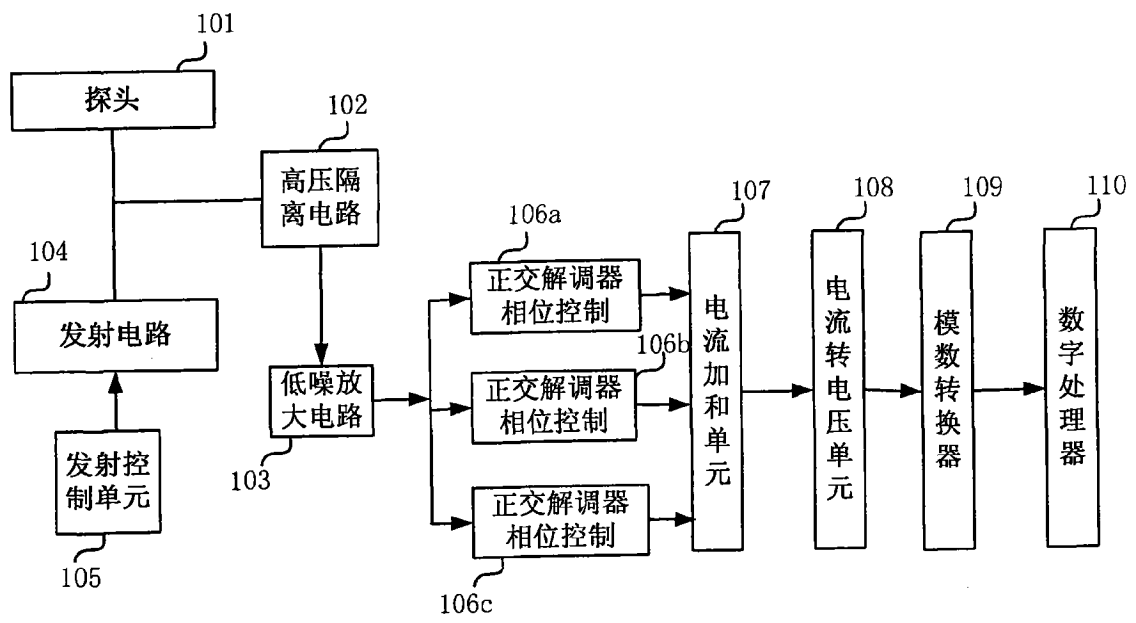 101
探头
102
高压隔
离电路
104
发射电路
105
发射控
制单元
103
低噪放
大电路
106a
正交解调器
相位控制
106b
正交解调器
相位控制
106c
正交解调器
相位控制
107
电流加和单元
108
电流转电压单元
109
模数转换器
110
数字处理器